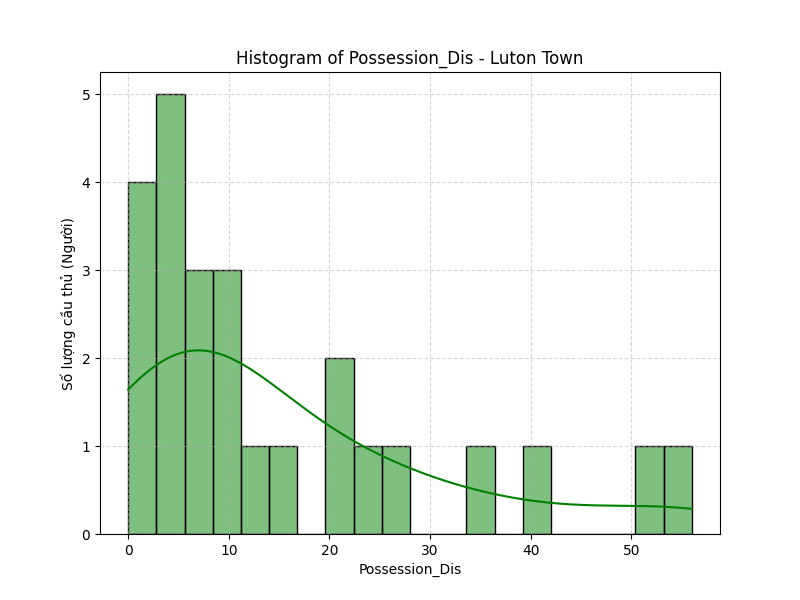 Histogram of Possession_Dis - Luton Town
Số lượng cầu thủ (Người)
5
4
3
2
1
0
0 10 20 30 40 50
Possession_Dis